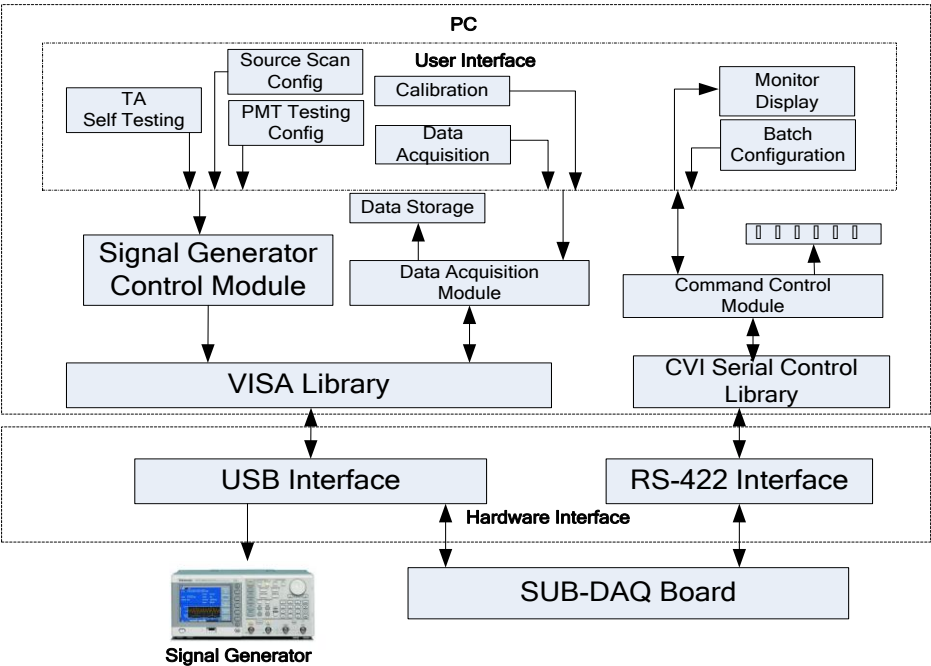 PC
User Interface
TA
Self Testing
Source Scan
Config
PMT Testing
Config
Calibration
Data
Acquisition
Monitor
Display
Batch
Configuration
Data Storage
Signal Generator
Control Module
Data Acquisition
Module
Command Control
Module
VISA Library
CVI Serial Control
Library
USB Interface
RS-422 Interface
Hardware Interface
SUB-DAQ Board
Signal Generator